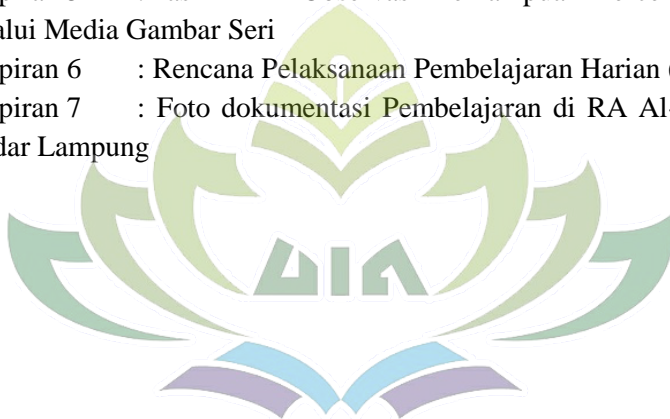 alui Media Gambar Seri
piran 6 : Rencana Pelaksanaan Pembelajaran Harian (
piran 7 : Foto dokumentasi Pembelajaran di RA Al-
dar Lampung
UIN